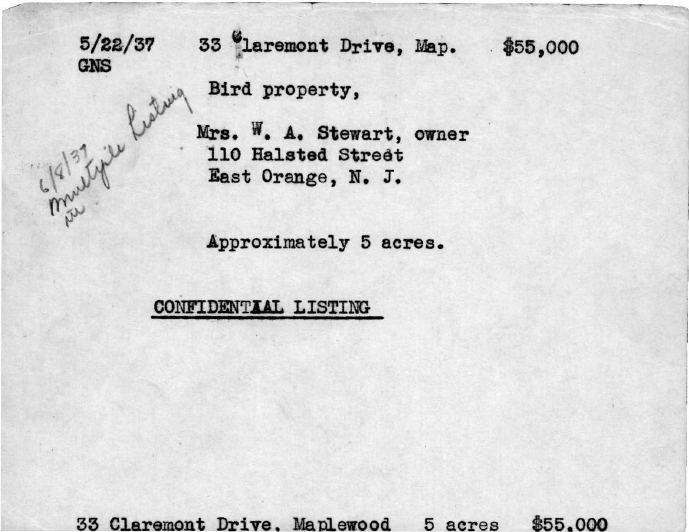 5/22/37 33 Claremont Drive, Map. $55,000
GNS
Bird property,
Mrs. W. A. Stewart, owner
110 Halsted Street
East Orange, N. J.
6/8/37
Multiple Listing
Approximately 5 acres.
CONFIDENTIAL LISTING
33 Claremont Drive, Maplewood 5 acres $55,000